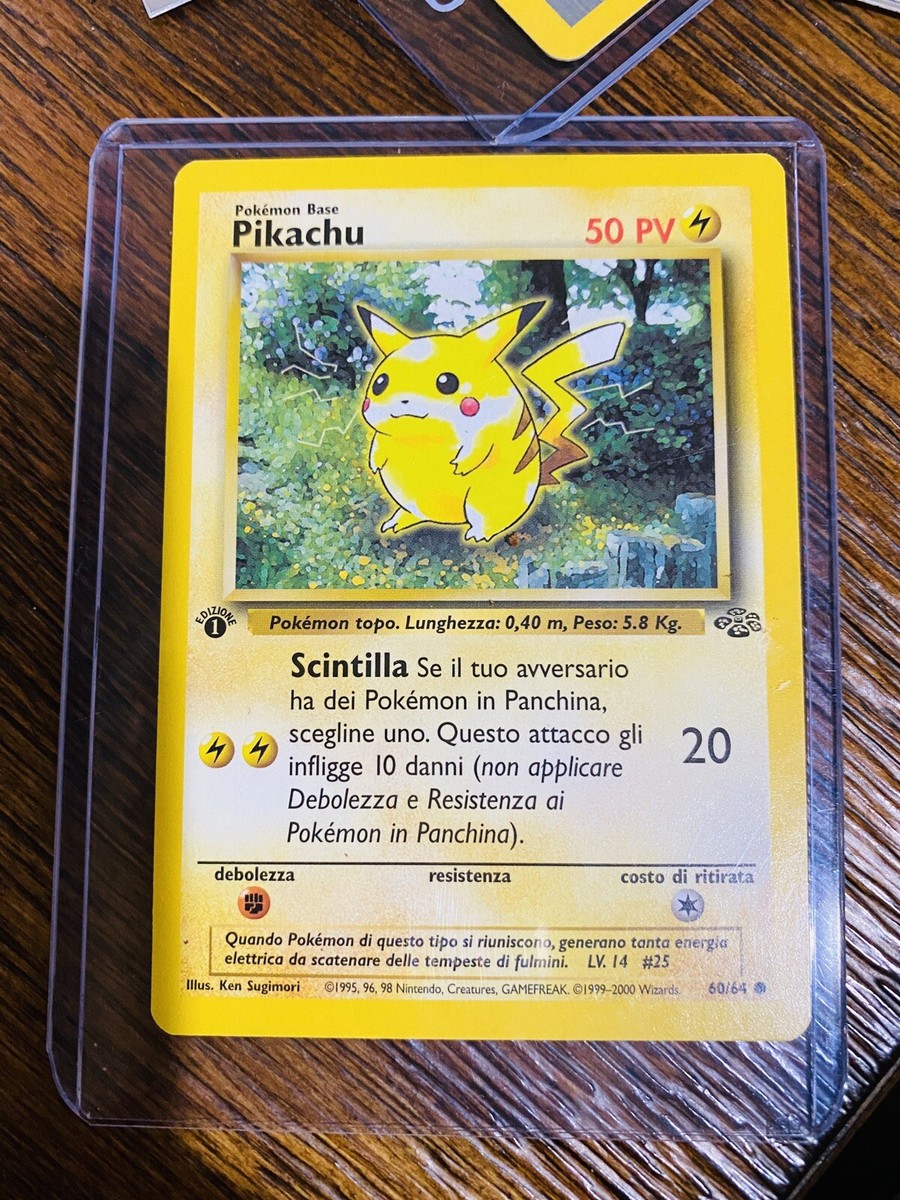 Pokémon Base
Pikachu
50 PV
EDIZIONE
1
Pokémon topo. Lunghezza: 0,40 m, Peso: 5.8 Kg.
Scintilla Se il tuo avversario
ha dei Pokémon in Panchina,
scegline uno. Questo attacco gli
infligge 10 danni (non applicare
Debolezza e Resistenza ai
Pokémon in Panchina).
20
debolezza
resistenza
costo di ritirata
Quando Pokémon di questo tipo si riuniscono, generano tanta energia
elettrica da scatenare delle tempeste di fulmini. LV. 14 #25
Illus. Ken Sugimori ©1995, 96, 98 Nintendo, Creatures, GAMEFREAK. ©1999–2000 Wizards. 60/64